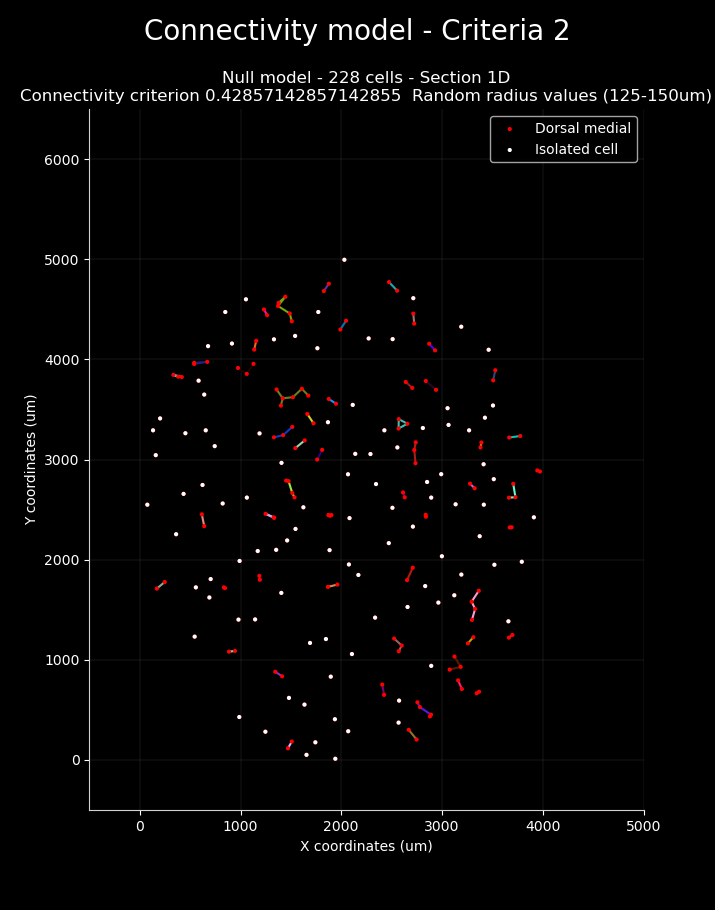 Connectivity model - Criteria 2
Null model - 228 cells - Section 1D
Connectivity criterion 0.42857142857142855  Random radius values (125-150um)
Dorsal medial
Isolated cell
6000
5000
4000
3000
2000
1000
0
Y coordinates (um)
0 1000 2000 3000 4000 5000
X coordinates (um)